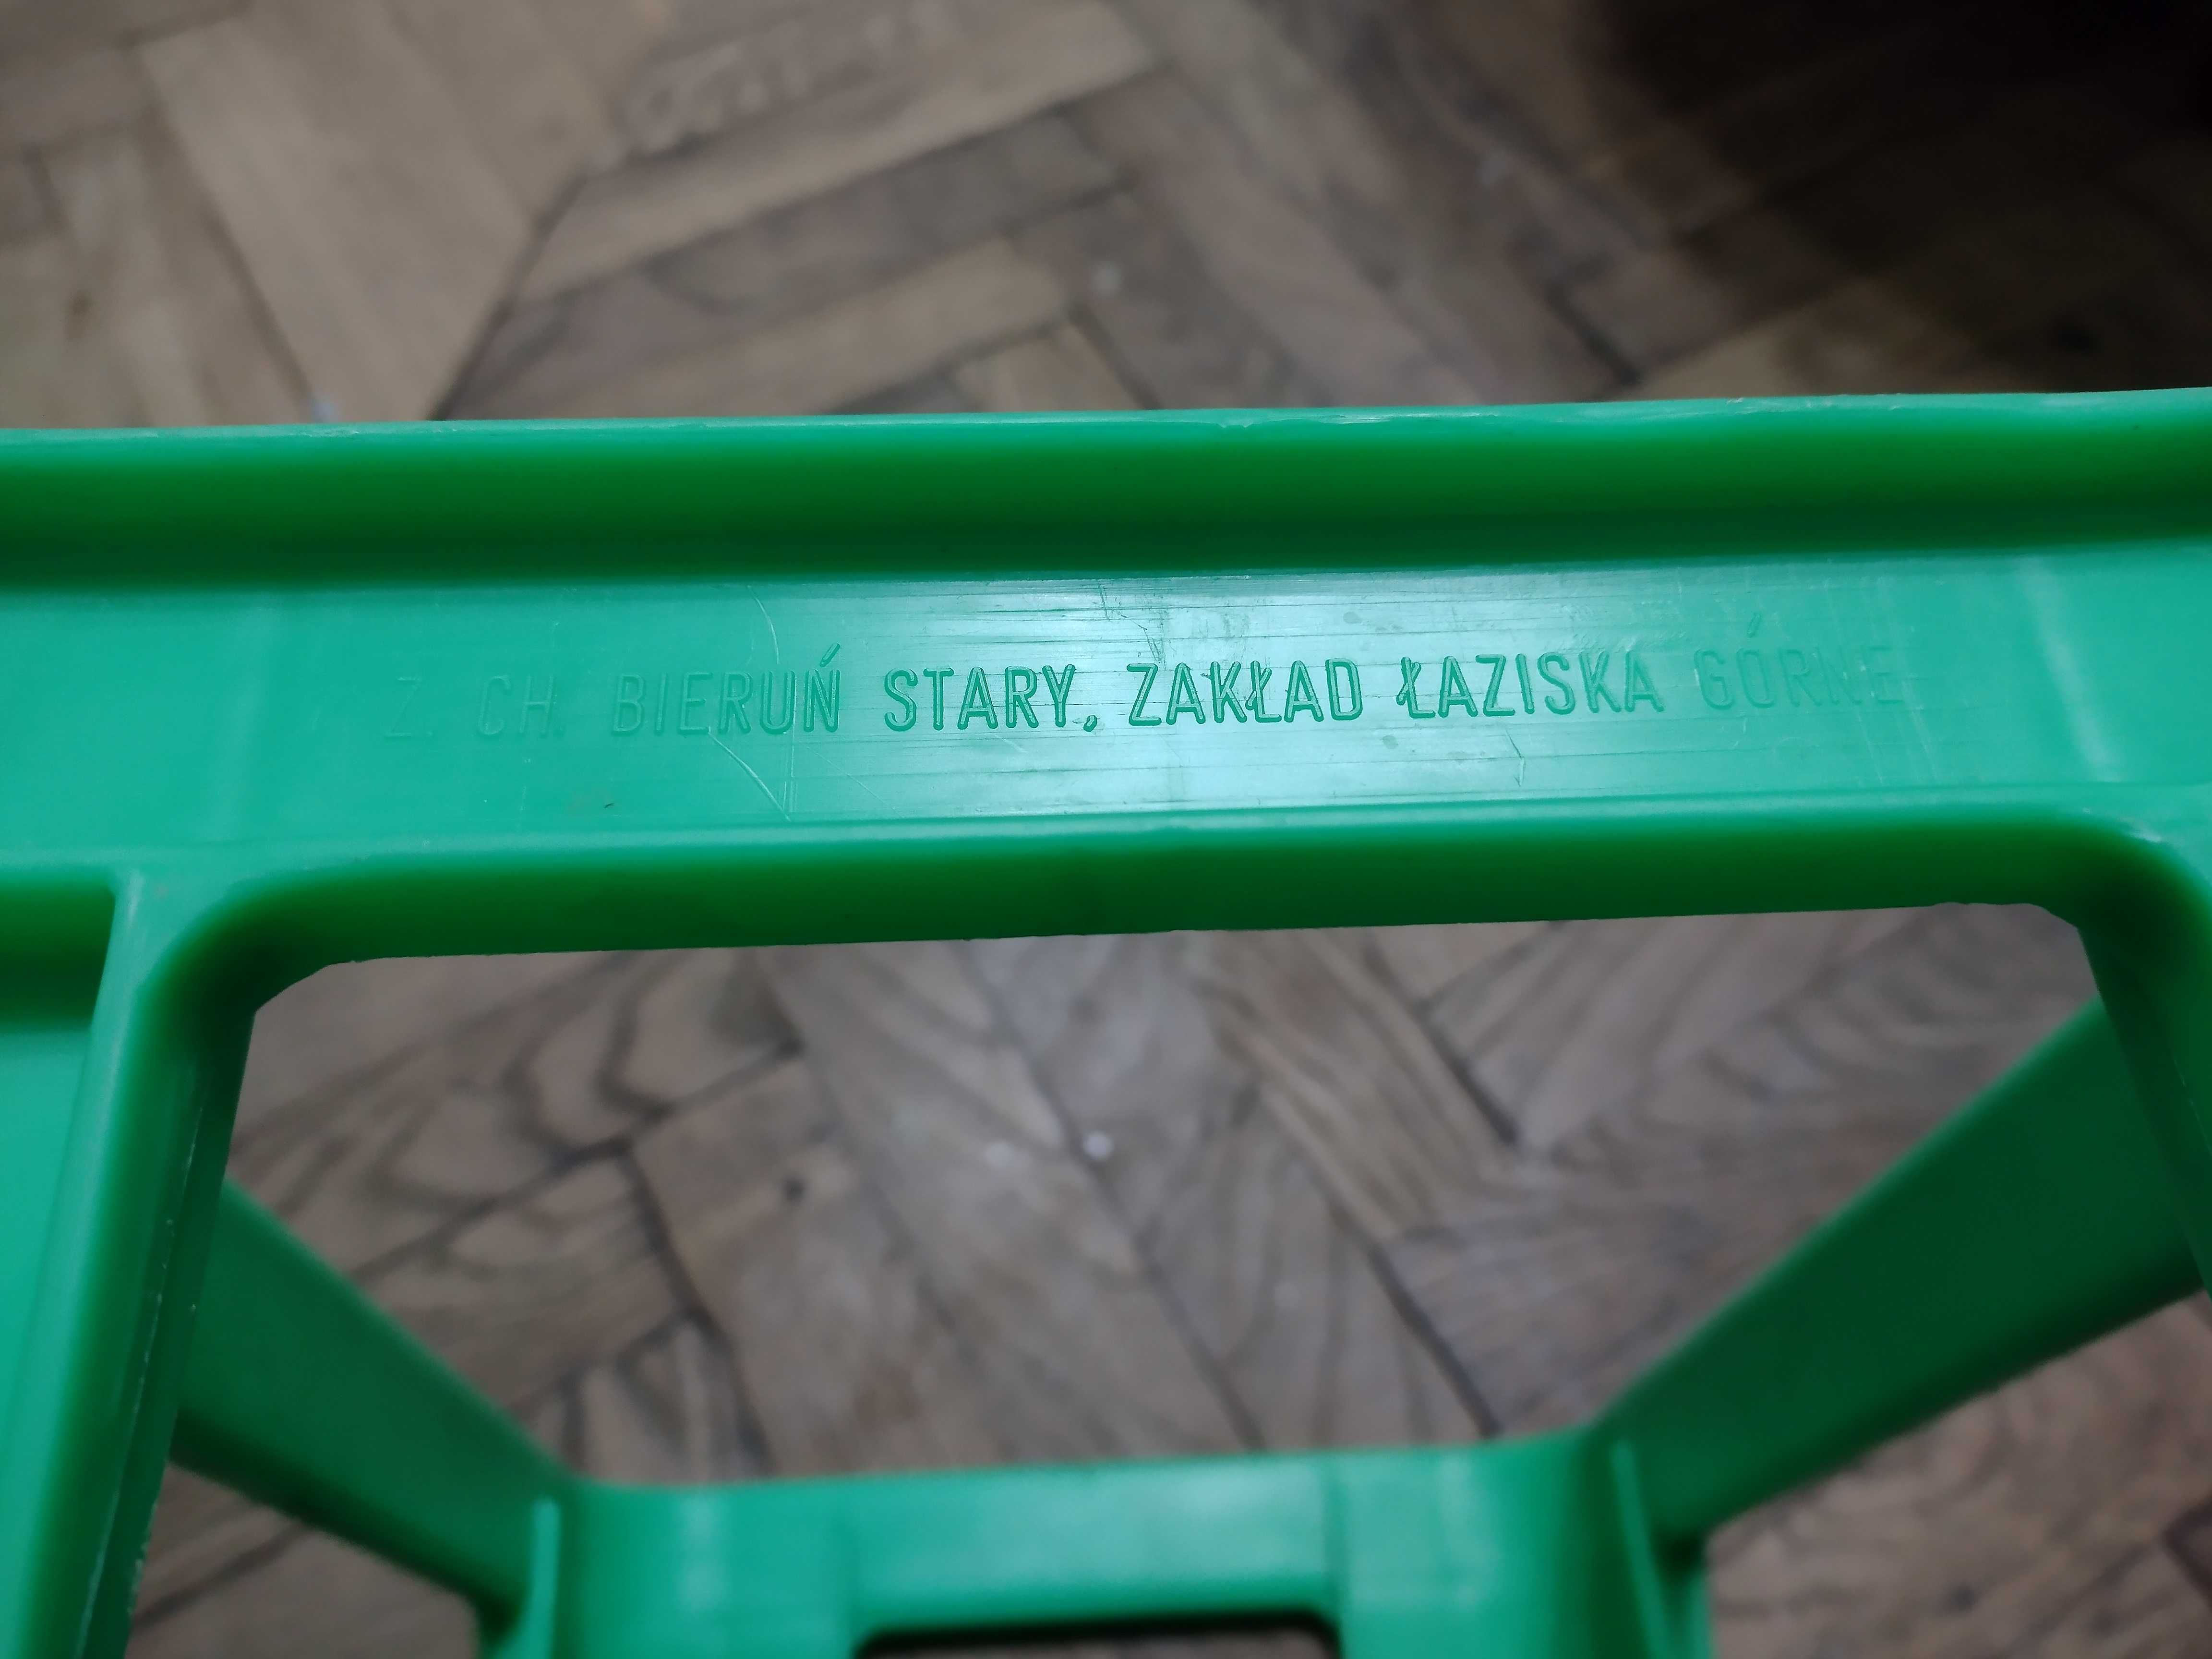 Z. CH. BIERUŃ STARY, ZAKŁAD ŁAZISKA GÓRNE